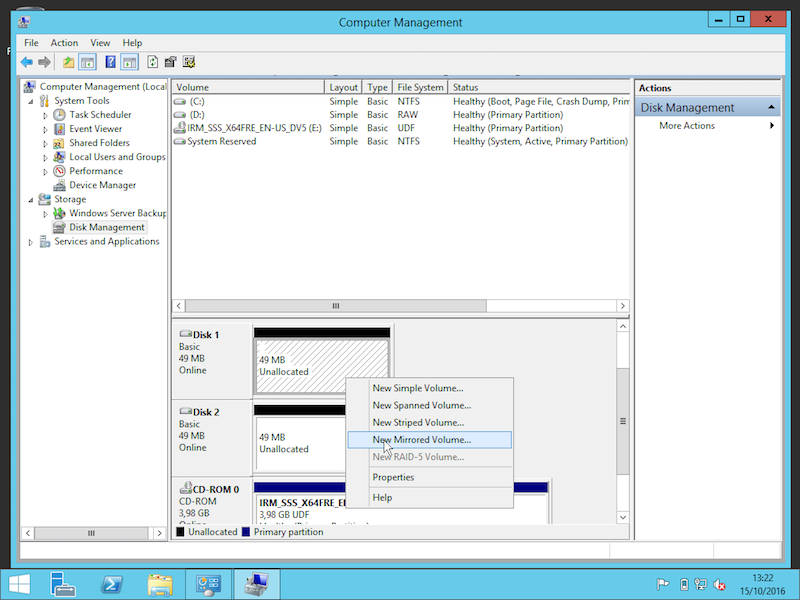 Computer Management
File Action View Help
Computer Management (Local
System Tools
Task Scheduler
Event Viewer
Shared Folders
Local Users and Groups
Performance
Device Manager
Storage
Windows Server Backup
Disk Management
Services and Applications
Volume Layout Type File System Status
(C:) Simple Basic NTFS Healthy (Boot, Page File, Crash Dump, Prim
(D:) Simple Basic RAW Healthy (Primary Partition)
IRM_SSS_X64FRE_EN-US_DV5 (E:) Simple Basic UDF Healthy (Primary Partition)
System Reserved Simple Basic NTFS Healthy (System, Active, Primary Partition)
Actions
Disk Management
More Actions
Disk 1
Basic
49 MB
Online
49 MB
Unallocated
Disk 2
Basic
49 MB
Online
49 MB
Unallocated
CD-ROM 0
CD-ROM
3,98 GB
Online
IRM_SSS_X64FRE_E
3,98 GB UDF
Healthy (Primary Partition)
New Simple Volume...
New Spanned Volume...
New Striped Volume...
New Mirrored Volume...
New RAID-5 Volume...
Properties
Help
Unallocated Primary partition
13:22
15/10/2016